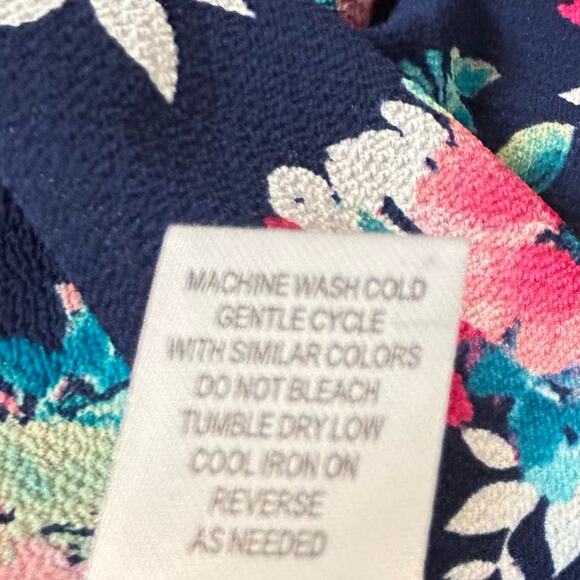 MACHINE WASH COLD
GENTLE CYCLE
WITH SIMILAR COLORS
DO NOT BLEACH
TUMBLE DRY LOW
COOL IRON ON
REVERSE
AS NEEDED